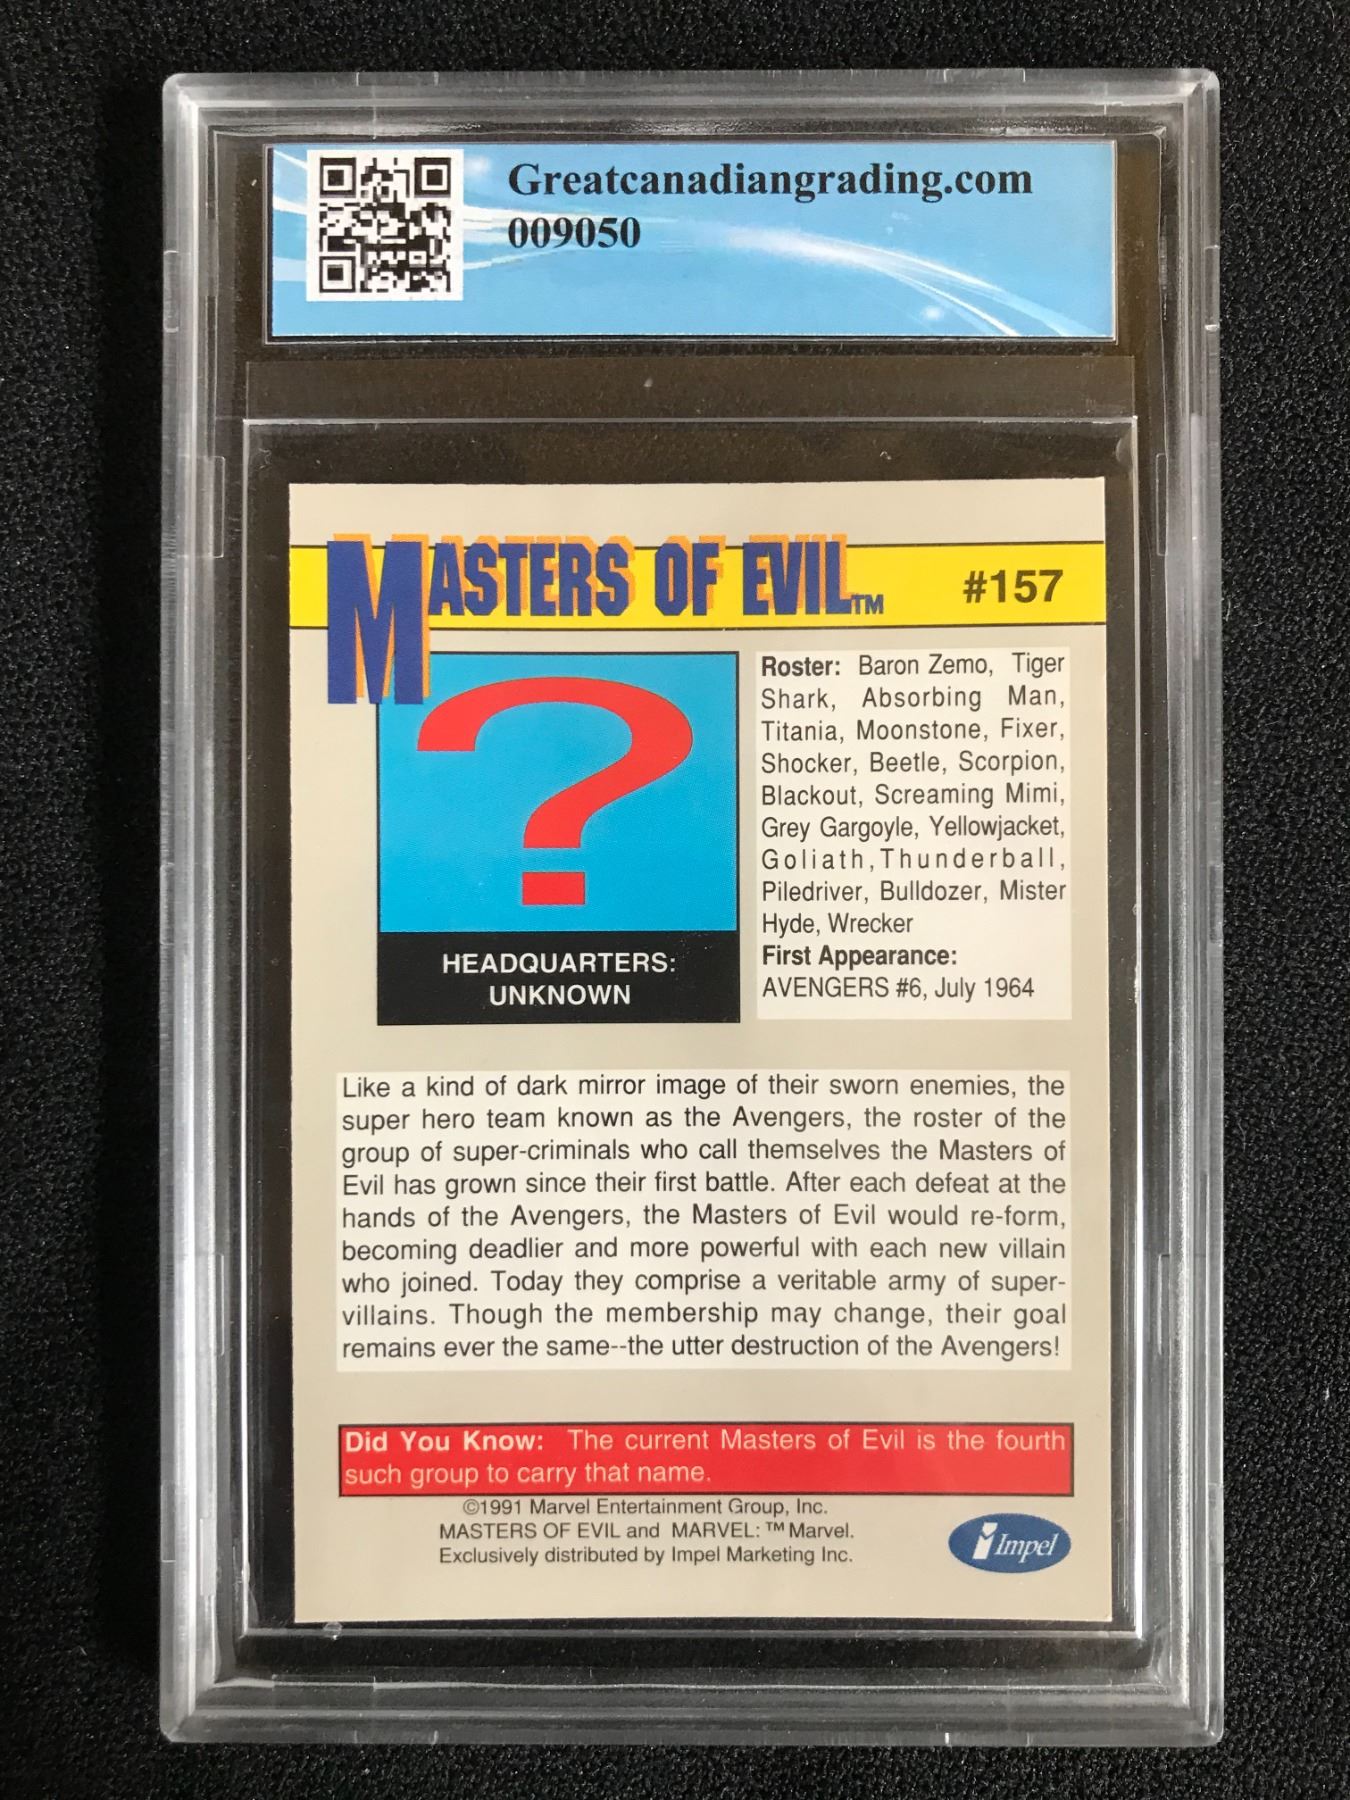 Greatcanadiangrading.com
009050
MASTERS OF EVIL™ #157
Roster: Baron Zemo, Tiger
Shark, Absorbing Man,
Titania, Moonstone, Fixer,
Shocker, Beetle, Scorpion,
Blackout, Screaming Mimi,
Grey Gargoyle, Yellowjacket,
Goliath, Thunderball,
Piledriver, Bulldozer, Mister
Hyde, Wrecker
First Appearance:
AVENGERS #6, July 1964
?
HEADQUARTERS:
UNKNOWN
Like a kind of dark mirror image of their sworn enemies, the
super hero team known as the Avengers, the roster of the
group of super-criminals who call themselves the Masters of
Evil has grown since their first battle. After each defeat at the
hands of the Avengers, the Masters of Evil would re-form,
becoming deadlier and more powerful with each new villain
who joined. Today they comprise a veritable army of super-
villains. Though the membership may change, their goal
remains ever the same--the utter destruction of the Avengers!
Did You Know: The current Masters of Evil is the fourth
such group to carry that name.
©1991 Marvel Entertainment Group, Inc.
MASTERS OF EVIL and MARVEL: ™ Marvel.
Exclusively distributed by Impel Marketing Inc.
Impel